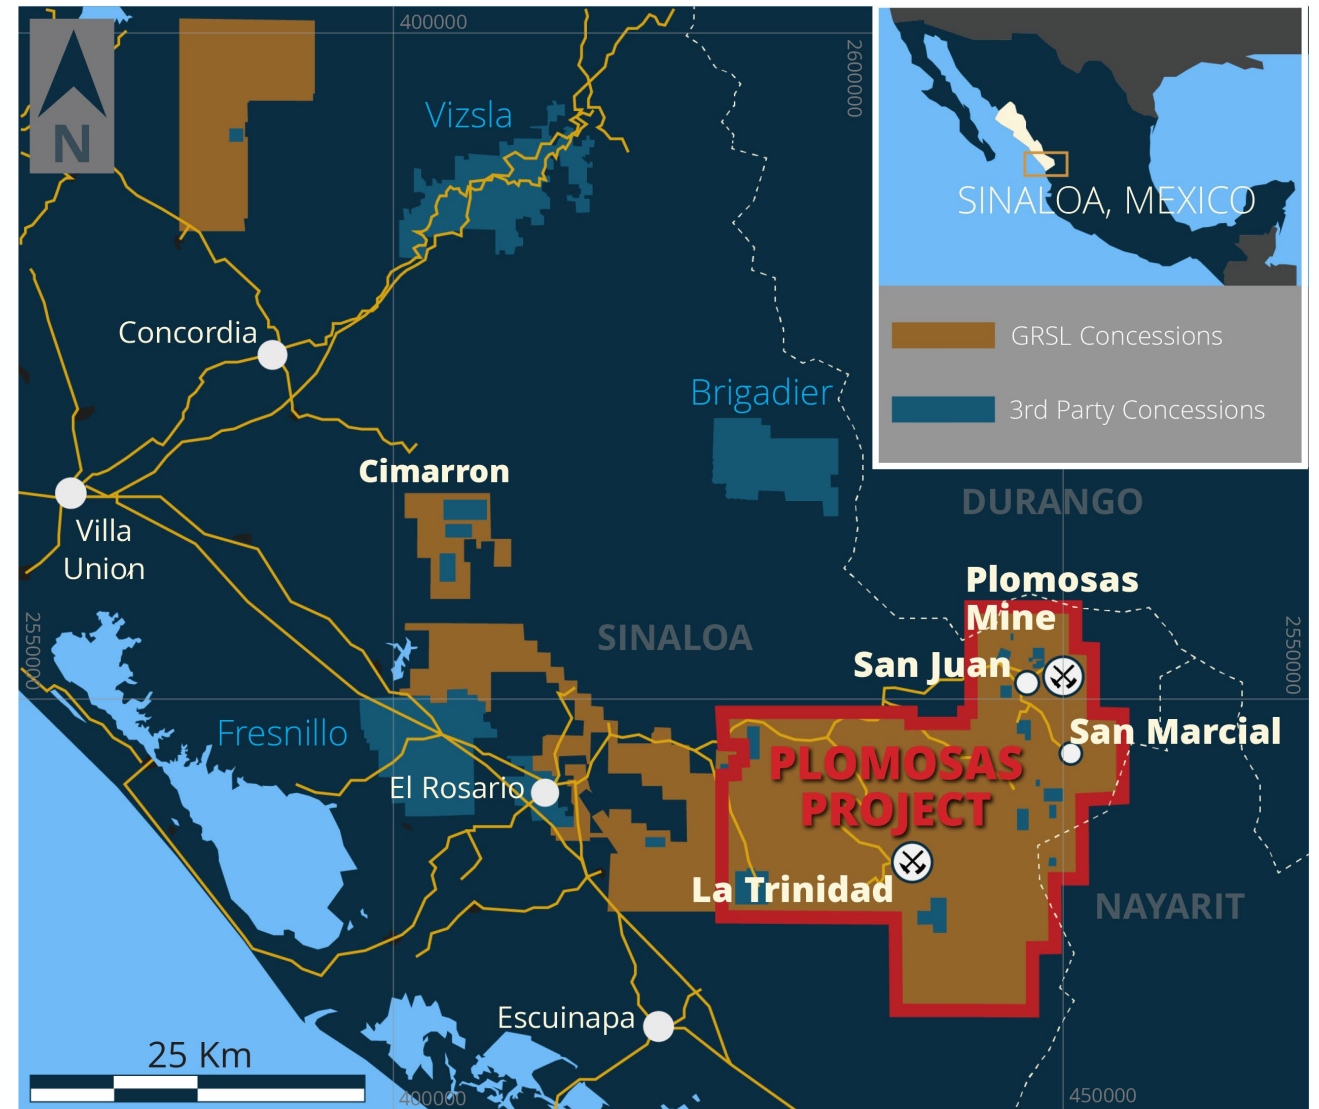 400000
2600000
N
Vizsla
SINALOA, MEXICO
GRSL Concessions
3rd Party Concessions
Concordia
Brigadier
Cimarron
DURANGO
Villa
Union
Plomosas
Mine
2550000
SINALOA
2550000
San Juan
Fresnillo
San Marcial
PLOMOSAS
PROJECT
El Rosario
La Trinidad
NAYARIT
Escuinapa
25 Km
400000
450000